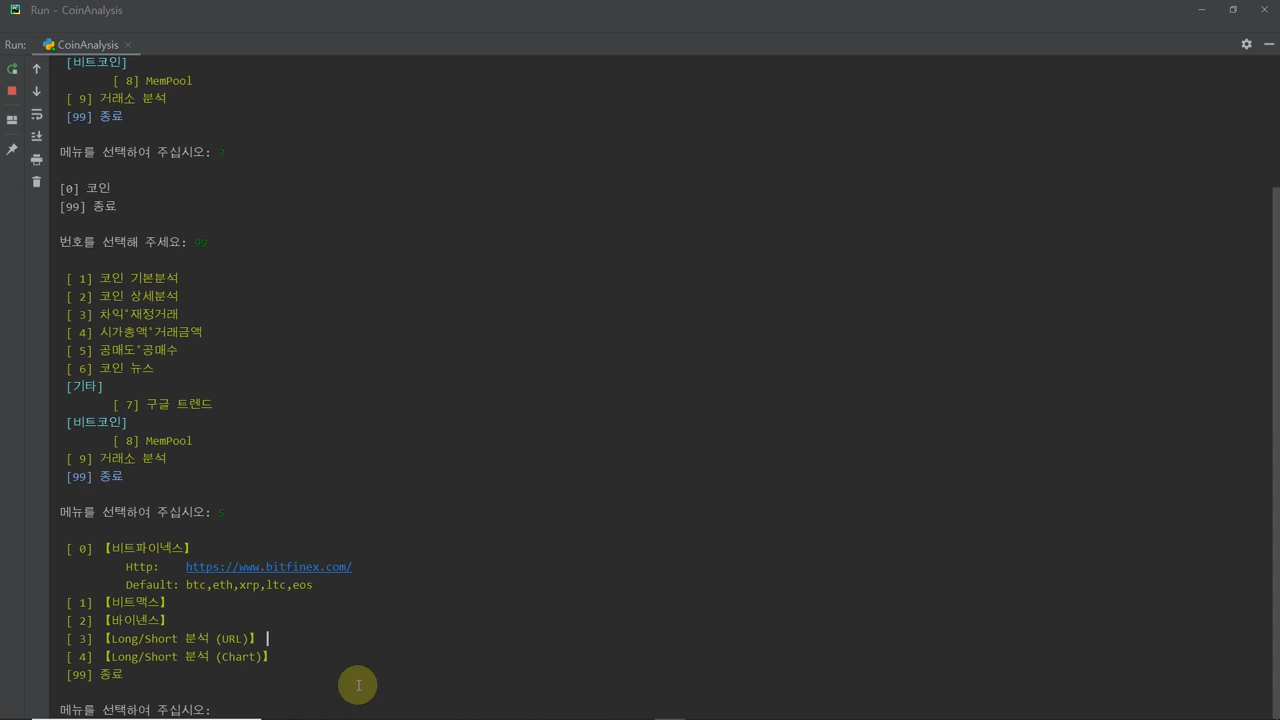 Run - CoinAnalysis
Run: CoinAnalysis
[비트코인]
[ 8] MemPool
[ 9] 거래소 분석
[99] 종료
메뉴를 선택하여 주십시오: 3
[0] 코인
[99] 종료
번호를 선택해 주세요: 99
[ 1] 코인 기본분석
[ 2] 코인 상세분석
[ 3] 차익°재정거래
[ 4] 시가총액°거래금액
[ 5] 공매도°공매수
[ 6] 코인 뉴스
[기타]
[ 7] 구글 트렌드
[비트코인]
[ 8] MemPool
[ 9] 거래소 분석
[99] 종료
메뉴를 선택하여 주십시오: 5
[ 0] 【비트파이넥스】
Http: https://www.bitfinex.com/
Default: btc,eth,xrp,ltc,eos
[ 1] 【비트맥스】
[ 2] 【바이넨스】
[ 3] 【Long/Short 분석 (URL)】
[ 4] 【Long/Short 분석 (Chart)】
[99] 종료
메뉴를 선택하여 주십시오: